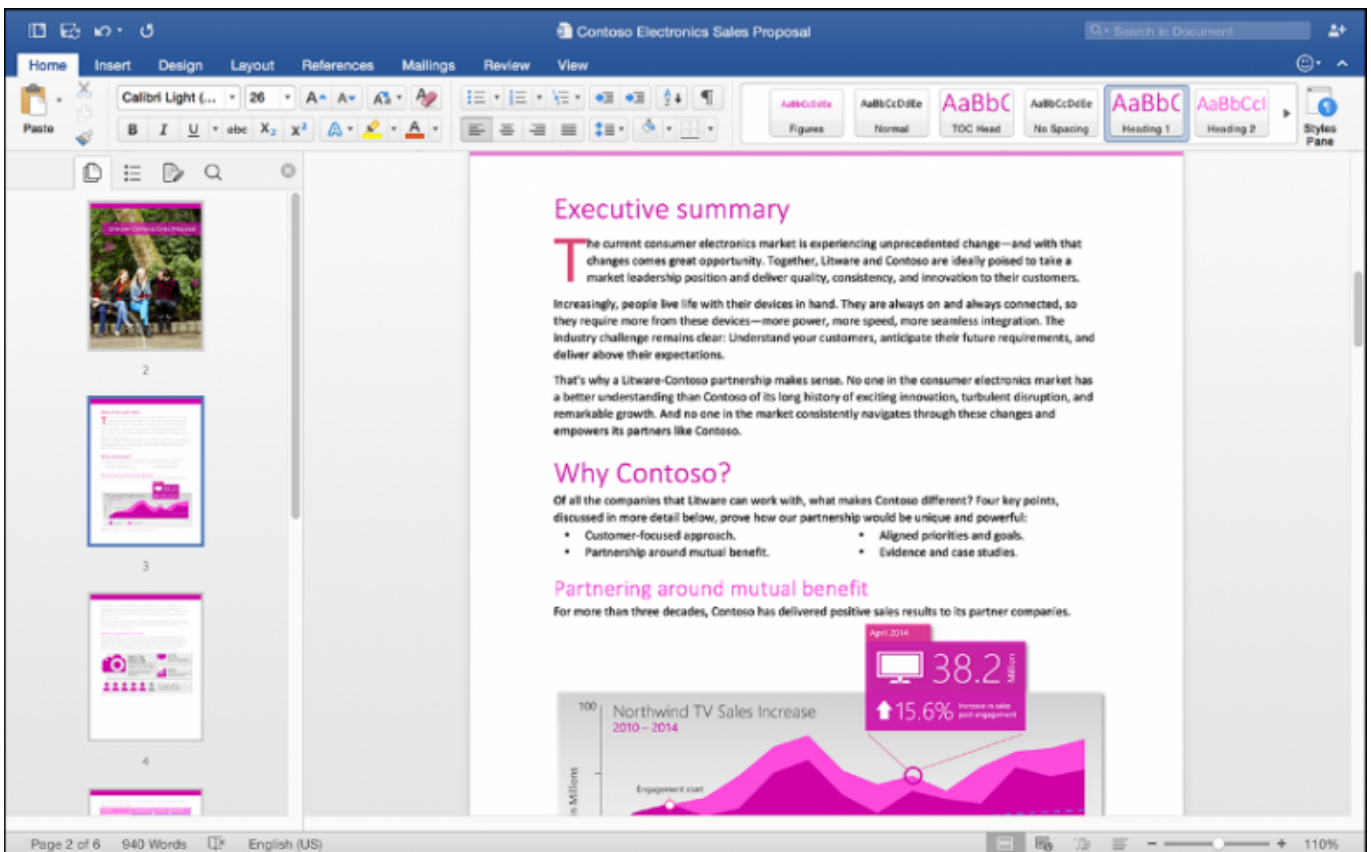 Contoso Electronics Sales Proposal
Search in Document
Home Insert Design Layout References Mailings Review View
Calibri Light (... 26
Paste
B I U abc X₂ X²
AaBbCcDdEe AaBbCcDdEe AaBbC AaBbCcDdEe AaBbC AaBbCcI
Figures Normal TOC Head No Spacing Heading 1 Heading 2
Styles Pane
Executive summary
The current consumer electronics market is experiencing unprecedented change—and with that
changes comes great opportunity. Together, Litware and Contoso are ideally poised to take a
market leadership position and deliver quality, consistency, and innovation to their customers.
Increasingly, people live life with their devices in hand. They are always on and always connected, so
they require more from these devices—more power, more speed, more seamless integration. The
industry challenge remains clear: Understand your customers, anticipate their future requirements, and
deliver above their expectations.
That's why a Litware-Contoso partnership makes sense. No one in the consumer electronics market has
a better understanding than Contoso of its long history of exciting innovation, turbulent disruption, and
remarkable growth. And no one in the market consistently navigates through these changes and
empowers its partners like Contoso.
Why Contoso?
Of all the companies that Litware can work with, what makes Contoso different? Four key points,
discussed in more detail below, prove how our partnership would be unique and powerful:
• Customer-focused approach. • Aligned priorities and goals.
• Partnership around mutual benefit. • Evidence and case studies.
Partnering around mutual benefit
For more than three decades, Contoso has delivered positive sales results to its partner companies.
April 2014
38.2 Million
15.6% Increase in sales
post engagement
100
Northwind TV Sales Increase
2010 – 2014
Engagement start
in Millions
2
3
4
Page 2 of 6 940 Words English (US) 110%